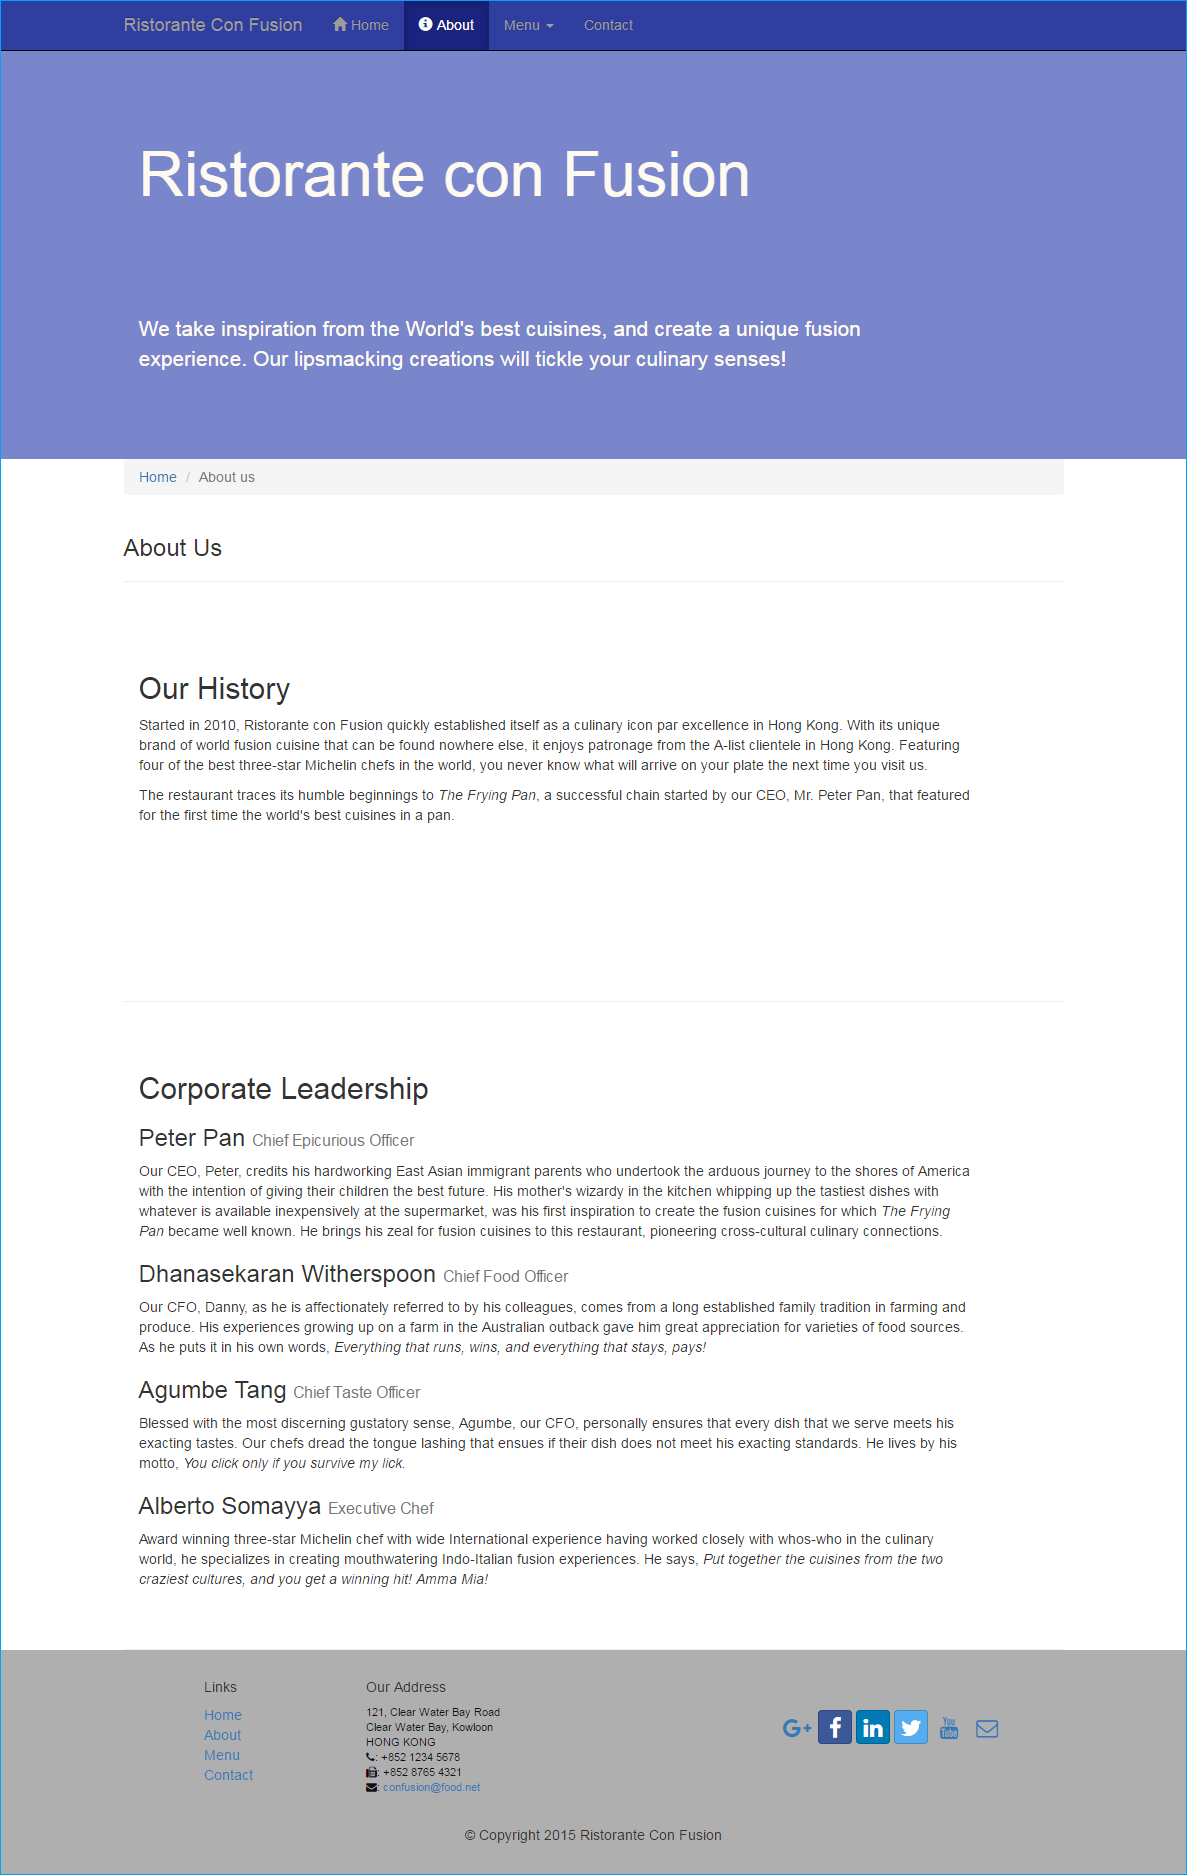 Ristorante Con Fusion Home About Menu Contact
Ristorante con Fusion
We take inspiration from the World's best cuisines, and create a unique fusion
experience. Our lipsmacking creations will tickle your culinary senses!
Home / About us
About Us
Our History
Started in 2010, Ristorante con Fusion quickly established itself as a culinary icon par excellence in Hong Kong. With its unique
brand of world fusion cuisine that can be found nowhere else, it enjoys patronage from the A-list clientele in Hong Kong. Featuring
four of the best three-star Michelin chefs in the world, you never know what will arrive on your plate the next time you visit us.
The restaurant traces its humble beginnings to The Frying Pan, a successful chain started by our CEO, Mr. Peter Pan, that featured
for the first time the world's best cuisines in a pan.
Corporate Leadership
Peter Pan Chief Epicurious Officer
Our CEO, Peter, credits his hardworking East Asian immigrant parents who undertook the arduous journey to the shores of America
with the intention of giving their children the best future. His mother's wizardy in the kitchen whipping up the tastiest dishes with
whatever is available inexpensively at the supermarket, was his first inspiration to create the fusion cuisines for which The Frying
Pan became well known. He brings his zeal for fusion cuisines to this restaurant, pioneering cross-cultural culinary connections.
Dhanasekaran Witherspoon Chief Food Officer
Our CFO, Danny, as he is affectionately referred to by his colleagues, comes from a long established family tradition in farming and
produce. His experiences growing up on a farm in the Australian outback gave him great appreciation for varieties of food sources.
As he puts it in his own words, Everything that runs, wins, and everything that stays, pays!
Agumbe Tang Chief Taste Officer
Blessed with the most discerning gustatory sense, Agumbe, our CFO, personally ensures that every dish that we serve meets his
exacting tastes. Our chefs dread the tongue lashing that ensues if their dish does not meet his exacting standards. He lives by his
motto, You click only if you survive my lick.
Alberto Somayya Executive Chef
Award winning three-star Michelin chef with wide International experience having worked closely with whos-who in the culinary
world, he specializes in creating mouthwatering Indo-Italian fusion experiences. He says, Put together the cuisines from the two
craziest cultures, and you get a winning hit! Amma Mia!
Links
Home
About
Menu
Contact
Our Address
121, Clear Water Bay Road
Clear Water Bay, Kowloon
HONG KONG
: +852 1234 5678
: +852 8765 4321
: confusion@food.net
G+ f in You Tube
© Copyright 2015 Ristorante Con Fusion